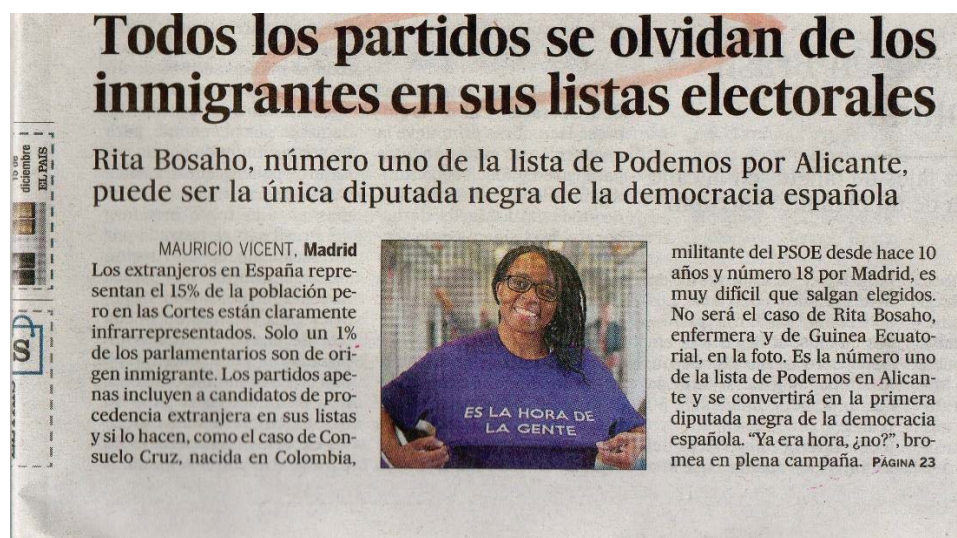 Todos los partidos se olvidan de los
inmigrantes en sus listas electorales
Rita Bosaho, número uno de la lista de Podemos por Alicante,
puede ser la única diputada negra de la democracia española
MAURICIO VICENT, Madrid
Los extranjeros en España repre-
sentan el 15% de la población pe-
ro en las Cortes están claramente
infrarrepresentados. Solo un 1%
de los parlamentarios son de ori-
gen inmigrante. Los partidos ape-
nas incluyen a candidatos de pro-
cedencia extranjera en sus listas
y si lo hacen, como el caso de Con-
suelo Cruz, nacida en Colombia,
ES LA HORA DE
LA GENTE
militante del PSOE desde hace 10
años y número 18 por Madrid, es
muy difícil que salgan elegidos.
No será el caso de Rita Bosaho,
enfermera y de Guinea Ecuato-
rial, en la foto. Es la número uno
de la lista de Podemos en Alican-
te y se convertirá en la primera
diputada negra de la democracia
española. “Ya era hora, ¿no?”, bro-
mea en plena campaña. PÁGINA 23
diciembre
EL PAIS
S